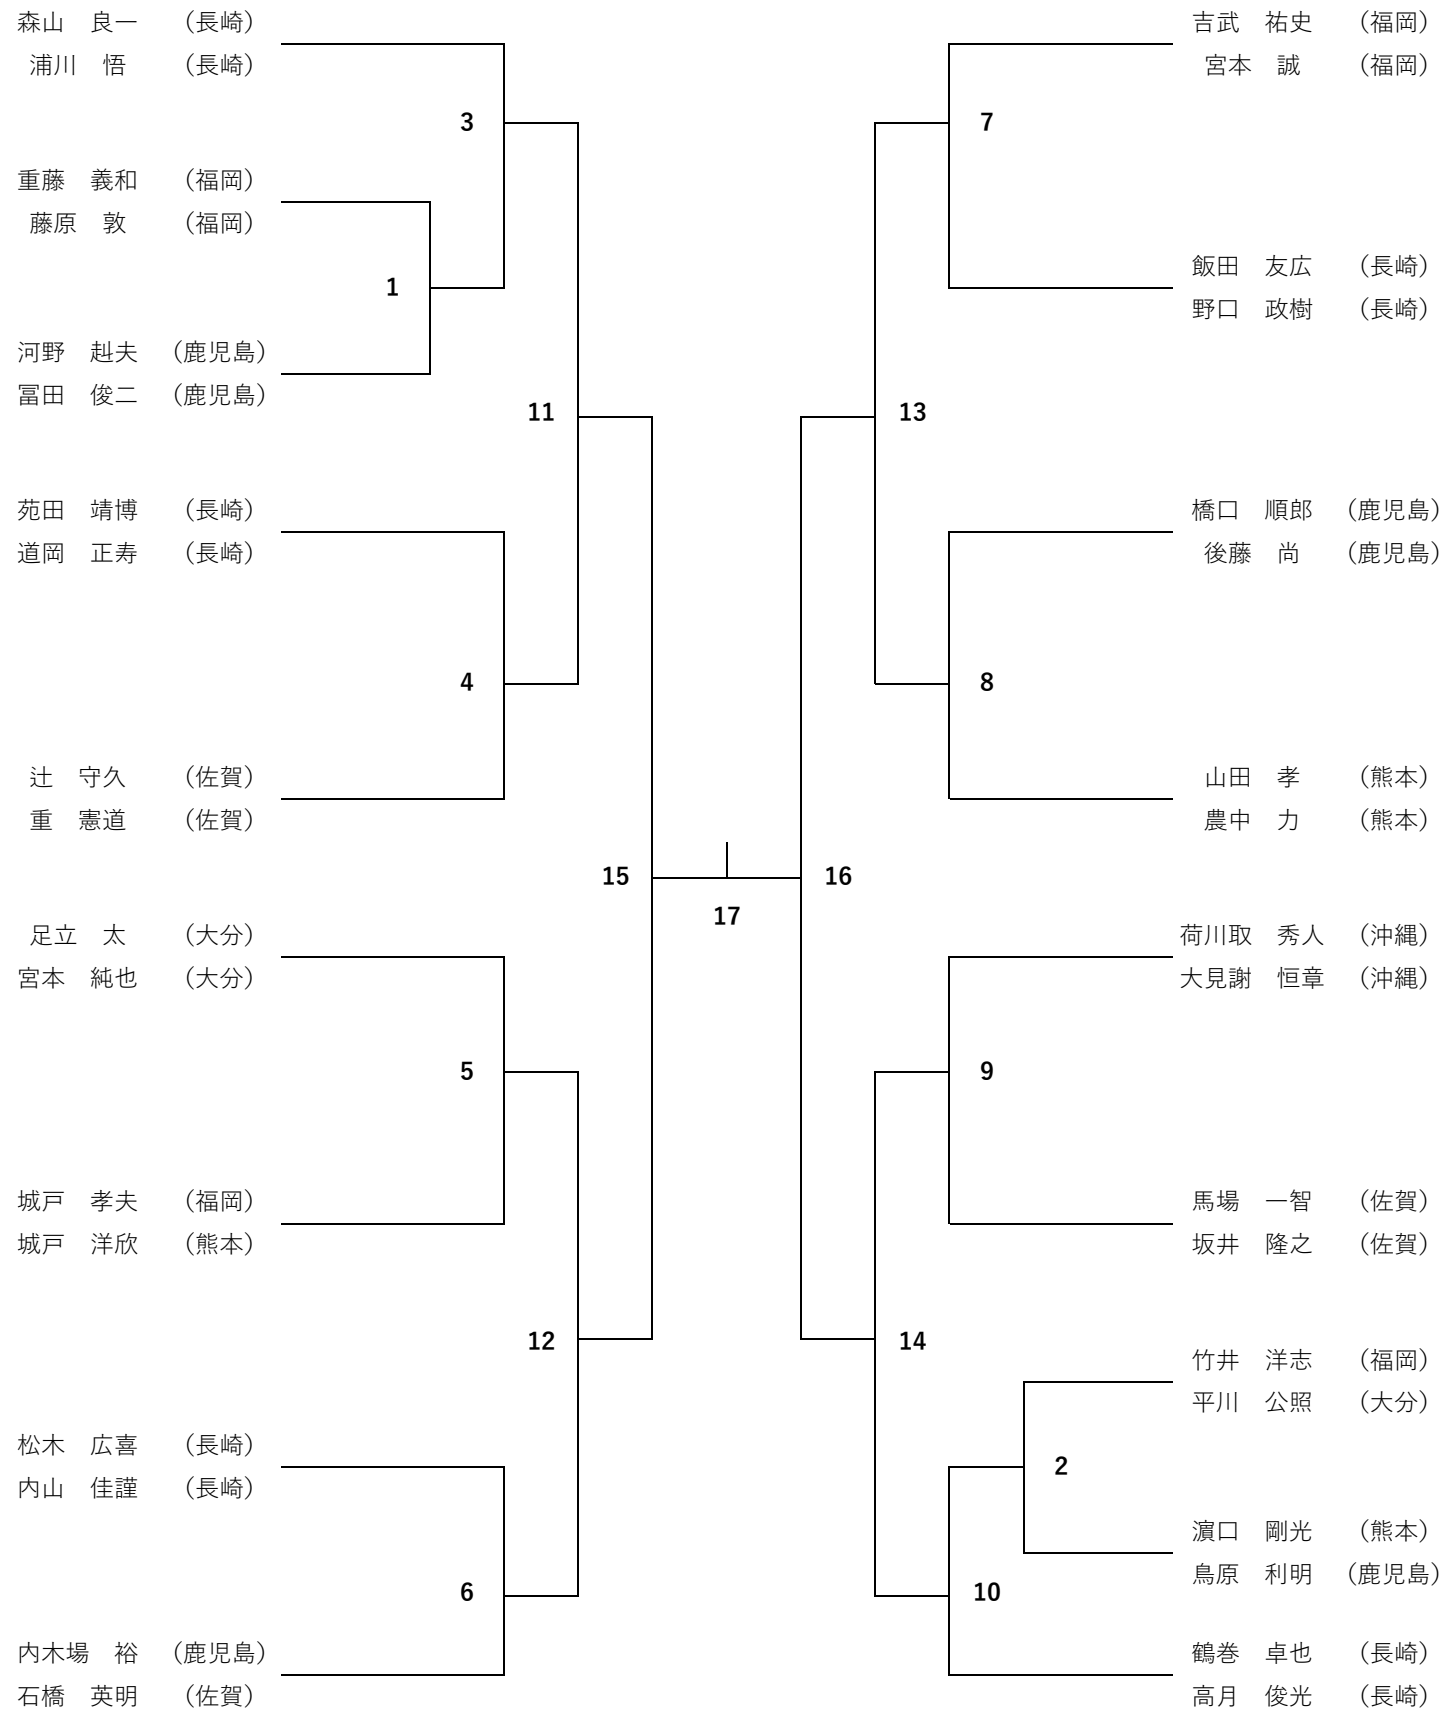 森山　良一　（長崎）
浦川　悟　（長崎）
3
重藤　義和　（福岡）
藤原　敦　（福岡）
1
河野　赳夫　（鹿児島）
冨田　俊二　（鹿児島）
11
苑田　靖博　（長崎）
道岡　正寿　（長崎）
4
辻　守久　（佐賀）
重　憲道　（佐賀）
15
足立　太　（大分）
宮本　純也　（大分）
5
城戸　孝夫　（福岡）
城戸　洋欣　（熊本）
12
松木　広喜　（長崎）
内山　佳謹　（長崎）
6
内木場　裕　（鹿児島）
石橋　英明　（佐賀）
17
吉武　祐史　（福岡）
宮本　誠　（福岡）
7
飯田　友広　（長崎）
野口　政樹　（長崎）
13
橋口　順郎　（鹿児島）
後藤　尚　（鹿児島）
8
山田　孝　（熊本）
農中　力　（熊本）
16
荷川取　秀人　（沖縄）
大見謝　恒章　（沖縄）
9
馬場　一智　（佐賀）
坂井　隆之　（佐賀）
14
竹井　洋志　（福岡）
平川　公照　（大分）
2
濵口　剛光　（熊本）
鳥原　利明　（鹿児島）
10
鶴巻　卓也　（長崎）
高月　俊光　（長崎）